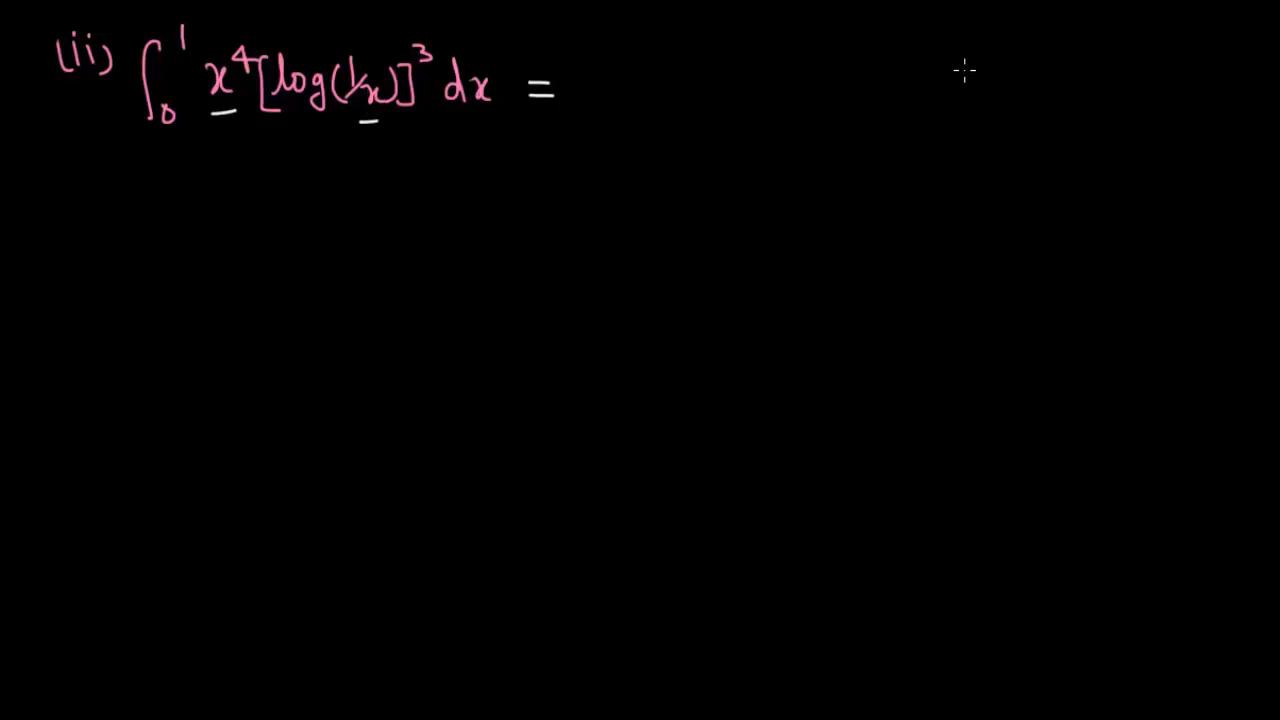 (ii) ∫₀¹ x⁴ [log(1/x)]³ dx =